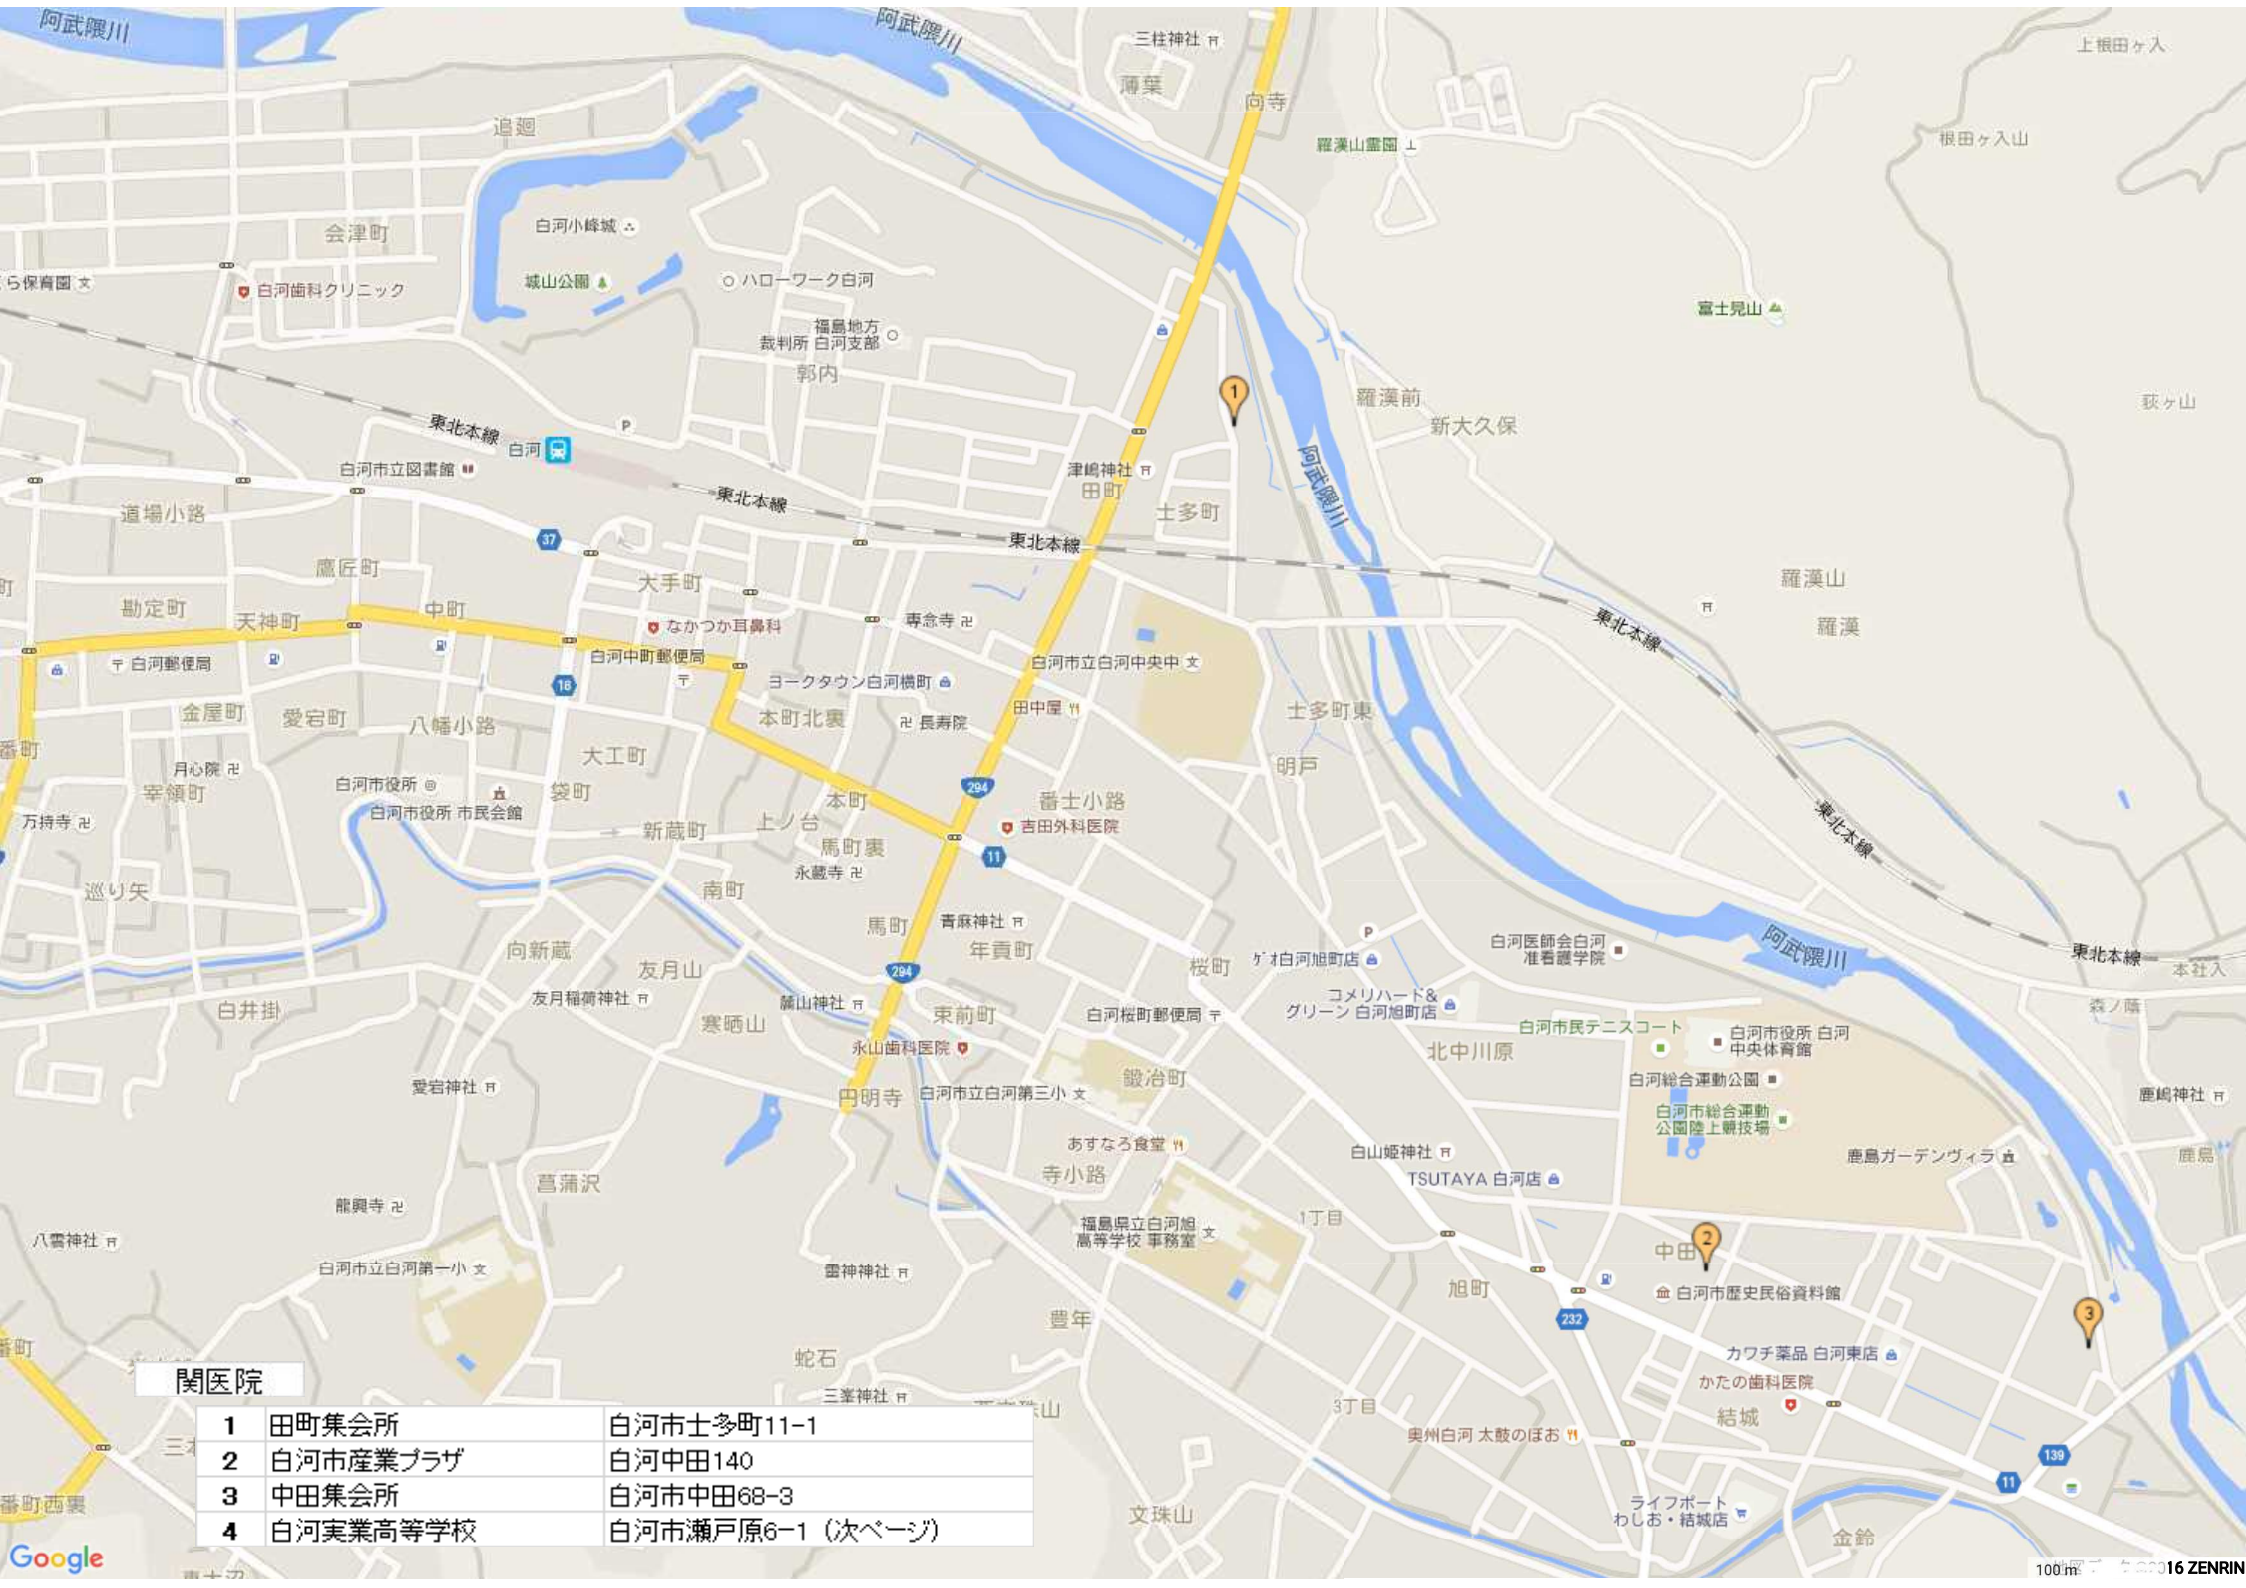 阿武隈川
阿武隈川
三柱神社
上根田ヶ入
薄葉
向寺
追廻
羅漢山霊園
根田ヶ入山
白河小峰城
会津町
ら保育園
白河歯科クリニック
城山公園
ハローワーク白河
富士見山
福島地方
裁判所 白河支部
郭内
1
羅漢前
新大久保
荻ヶ山
東北本線
P
白河
白河市立図書館
津嶋神社
田町
阿武隈川
東北本線
道場小路
士多町
37
東北本線
鷹匠町
大手町
羅漢山
町
勘定町
天神町
中町
専念寺
なかつか耳鼻科
東北本線
羅漢
白河郵便局
白河中町郵便局
白河市立白河中央中
18
ヨークタウン白河横町
金屋町
愛宕町
八幡小路
本町北裏
長寿院
田中屋
士多町東
番町
大工町
月心院
明戸
白河市役所
宰領町
袋町
294
本町
番士小路
白河市役所 市民会館
万持寺
新蔵町
上ノ台
吉田外科医院
東北本線
馬町裏
11
永蔵寺
巡り矢
南町
馬町
青麻神社
P
向新蔵
年貢町
白河医師会白河
准看護学院
阿武隈川
東北本線
友月山
294
桜町
ゲオ白河旭町店
本社入
友月稲荷神社
鹿島神社
コメリハード&
グリーン 白河旭町店
森ノ蔭
白井掛
寒晒山
東前町
白河桜町郵便局
白河市民テニスコート
白河市役所 白河
中央体育館
永山歯科医院
北中川原
愛宕神社
円明寺
白河市立白河第三小
鍛冶町
白河総合運動公園
鹿嶋神社
白河市総合運動
公園陸上競技場
あすなろ食堂
白山姫神社
鹿島ガーデンヴィラ
鹿島
菖蒲沢
寺小路
TSUTAYA 白河店
龍興寺
福島県立白河旭
高等学校 事務室
1丁目
八雲神社
2
中田
白河市立白河第一小
雷神神社
旭町
白河市歴史民俗資料館
豊年
232
3
番町
蛇石
カワチ薬品 白河東店
関医院
かたの歯科医院
三峯神社
3丁目
結城
奥州白河 太鼓のぼお
139
11
1 田町集会所 白河市士多町11-1
2 白河市産業プラザ 白河中田140
3 中田集会所 白河市中田68-3
4 白河実業高等学校 白河市瀬戸原6-1（次ページ）
番町西裏
文珠山
ライフポート
わしお・結城店
金鈴
Google
100 m
16 ZENRIN